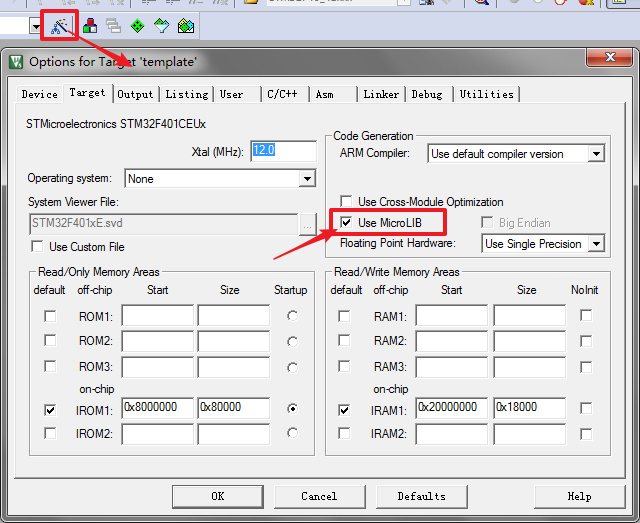 Options for Target 'template'
Device Target Output Listing User C/C++ Asm Linker Debug Utilities
STMicroelectronics STM32F401CEUx
Xtal (MHz): 12.0
Operating system: None
System Viewer File:
STM32F401xE.svd ...
Use Custom File
Code Generation
ARM Compiler: Use default compiler version
Use Cross-Module Optimization
Use MicroLIB Big Endian
Floating Point Hardware: Use Single Precision
Read/Only Memory Areas
default off-chip Start Size Startup
ROM1:
ROM2:
ROM3:
on-chip
IROM1: 0x8000000 0x80000
IROM2:
Read/Write Memory Areas
default off-chip Start Size NoInit
RAM1:
RAM2:
RAM3:
on-chip
IRAM1: 0x20000000 0x18000
IRAM2:
OK Cancel Defaults Help